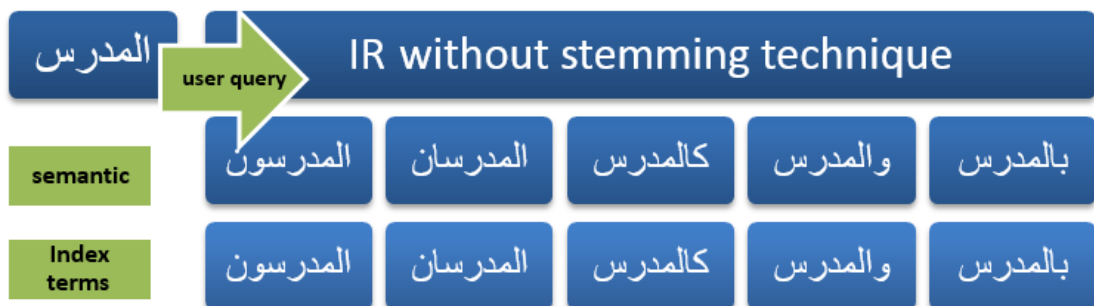 المدرس
user query
IR without stemming technique
semantic
المدرسون المدرسان كالمدرس والمدرس بالمدرس
Index
terms
المدرسون المدرسان كالمدرس والمدرس بالمدرس